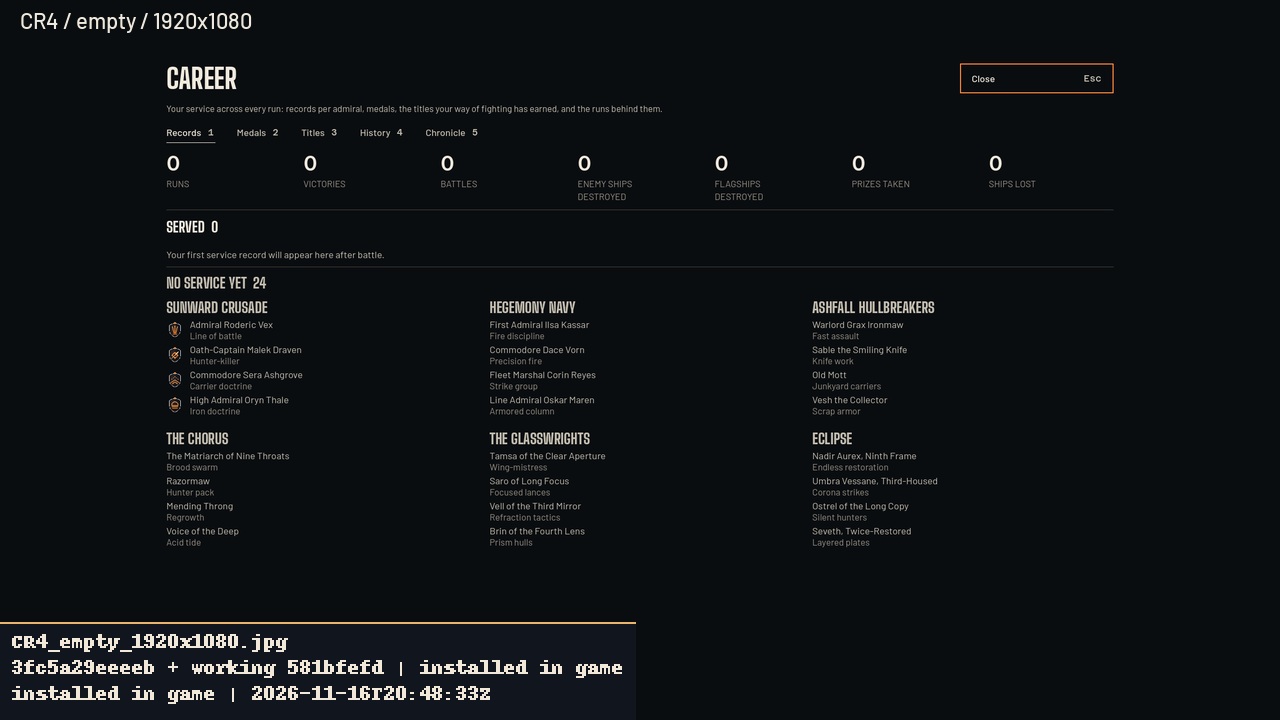 CR4 / empty / 1920x1080
CAREER
Close Esc
Your service across every run: records per admiral, medals, the titles your way of fighting has earned, and the runs behind them.
Records 1 Medals 2 Titles 3 History 4 Chronicle 5
0 0 0 0 0 0 0
RUNS VICTORIES BATTLES ENEMY SHIPS DESTROYED FLAGSHIPS DESTROYED PRIZES TAKEN SHIPS LOST
SERVED 0
Your first service record will appear here after battle.
NO SERVICE YET 24
SUNWARD CRUSADE
Admiral Roderic Vex
Line of battle
Oath-Captain Malek Draven
Hunter-killer
Commodore Sera Ashgrove
Carrier doctrine
High Admiral Oryn Thale
Iron doctrine
HEGEMONY NAVY
First Admiral Ilsa Kassar
Fire discipline
Commodore Dace Vorn
Precision fire
Fleet Marshal Corin Reyes
Strike group
Line Admiral Oskar Maren
Armored column
ASHFALL HULLBREAKERS
Warlord Grax Ironmaw
Fast assault
Sable the Smiling Knife
Knife work
Old Mott
Junkyard carriers
Vesh the Collector
Scrap armor
THE CHORUS
The Matriarch of Nine Throats
Brood swarm
Razormaw
Hunter pack
Mending Throng
Regrowth
Voice of the Deep
Acid tide
THE GLASSWRIGHTS
Tamsa of the Clear Aperture
Wing-mistress
Saro of Long Focus
Focused lances
Vell of the Third Mirror
Refraction tactics
Brin of the Fourth Lens
Prism hulls
ECLIPSE
Nadir Aurex, Ninth Frame
Endless restoration
Umbra Vessane, Third-Housed
Corona strikes
Ostrel of the Long Copy
Silent hunters
Seveth, Twice-Restored
Layered plates
CR4_empty_1920x1080.jpg
3fc5a29eeeeb + working 581bfefd | installed in game
installed in game | 2026-11-16T20:48:33Z